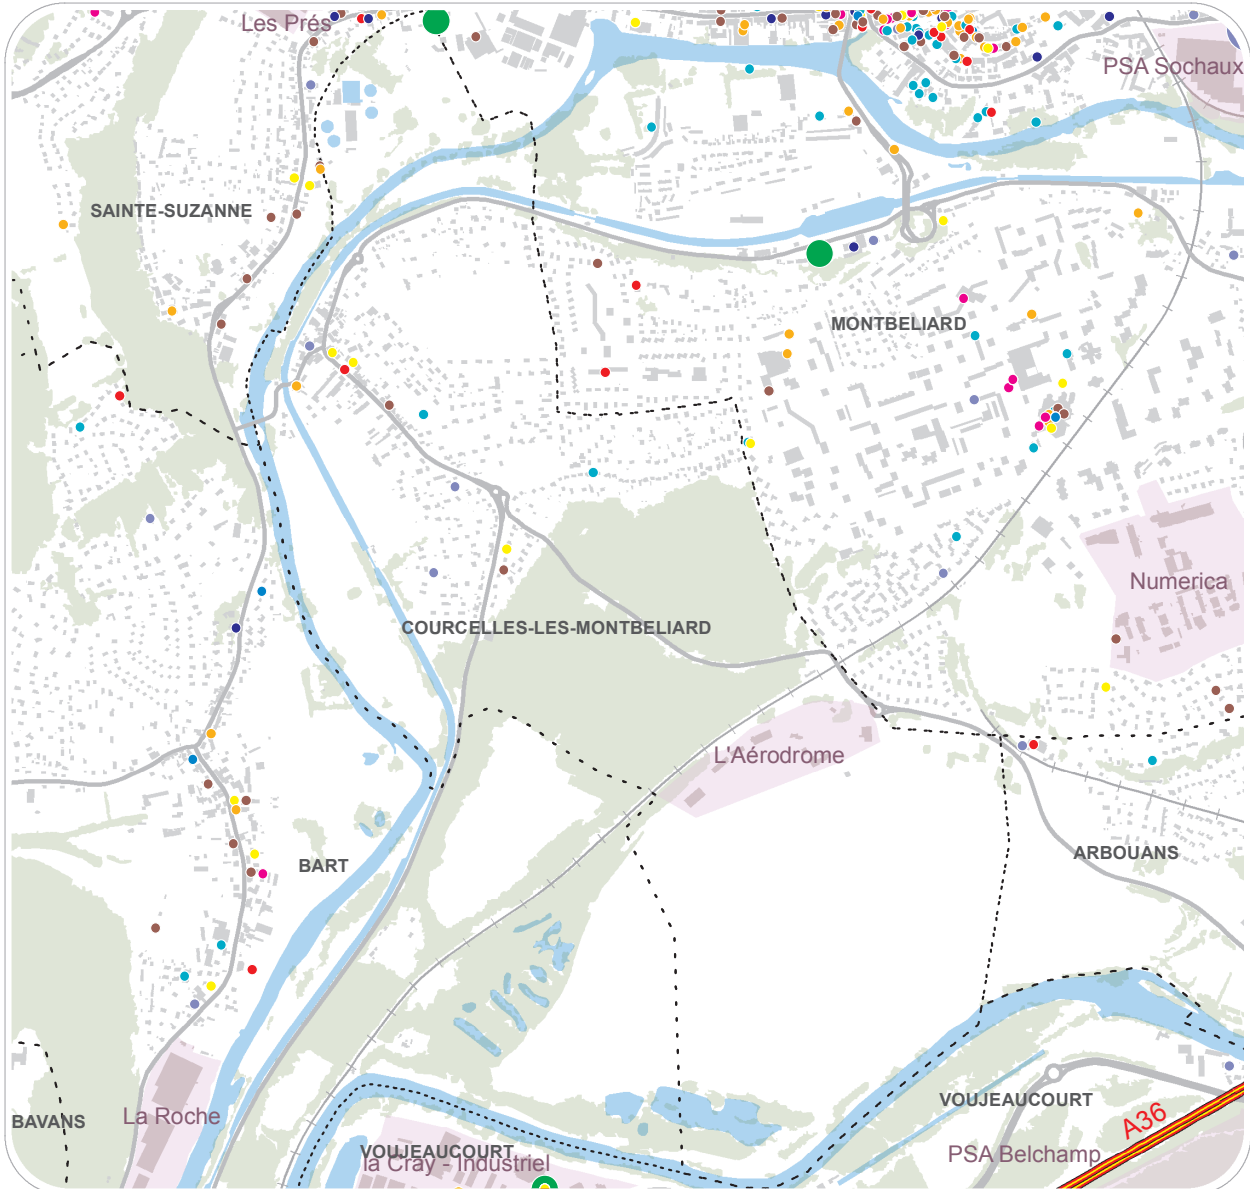 Les Prés
PSA Sochaux
SAINTE-SUZANNE
MONTBELIARD
Numerica
COURCELLES-LES-MONTBELIARD
L'Aérodrome
ARBOUANS
BART
VOUJEAUCOURT
A36
La Roche
BAVANS
PSA Belchamp
VOUJEAUCOURT
la Cray - Industriel